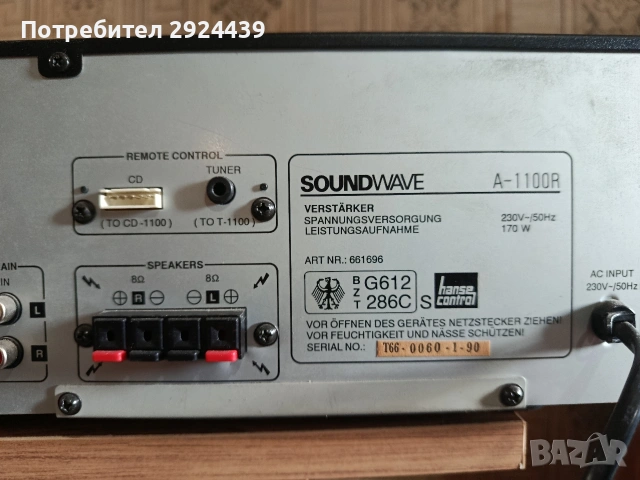 Потребител 2924439
REMOTE CONTROL
CD
TUNER
(TO CD-1100)
(TO T-1100)
SOUNDWAVE A-1100R
VERSTÄRKER
SPANNUNGSVERSORGUNG 230V~/50Hz
LEISTUNGSAUFNAHME 170 W
ART NR.: 661696
BZT G612 286C S
hanse control
VOR ÖFFNEN DES GERÄTES NETZSTECKER ZIEHEN!
VOR FEUCHTIGKEIT UND NÄSSE SCHÜTZEN!
SERIAL NO.: T66-0060-1-90
SPEAKERS
8Ω 8Ω
⊕ R ⊖ ⊖ L ⊕
AIN
IN
L
R
AC INPUT
230V~/50Hz
BAZAR